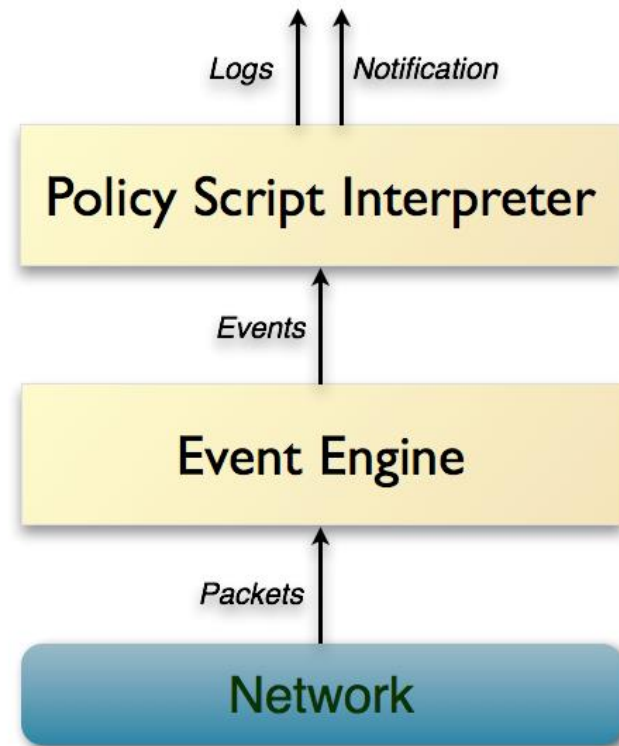 Logs
Notification
Policy Script Interpreter
Events
Event Engine
Packets
Network